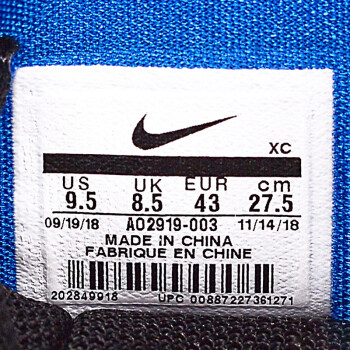 XC
US UK EUR cm
9.5 8.5 43 27.5
09/19/18 AO2919-003 11/14/18
MADE IN CHINA
FABRIQUE EN CHINE
202849918 UPC 00887227361271